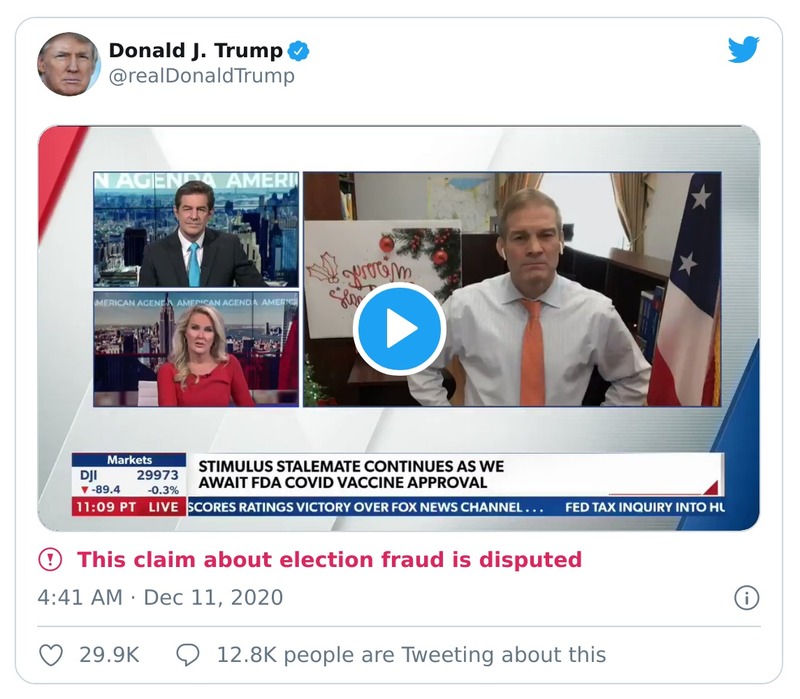 Donald J. Trump
@realDonaldTrump
N AGENDA AMERI
AMERICAN AGENDA AMERICAN AGENDA AMERIC
Merry
Markets
DJI 29973
▼ -89.4 -0.3%
11:09 PT LIVE
STIMULUS STALEMATE CONTINUES AS WE
AWAIT FDA COVID VACCINE APPROVAL
SCORES RATINGS VICTORY OVER FOX NEWS CHANNEL . . . FED TAX INQUIRY INTO HU
This claim about election fraud is disputed
4:41 AM · Dec 11, 2020
29.9K 12.8K people are Tweeting about this